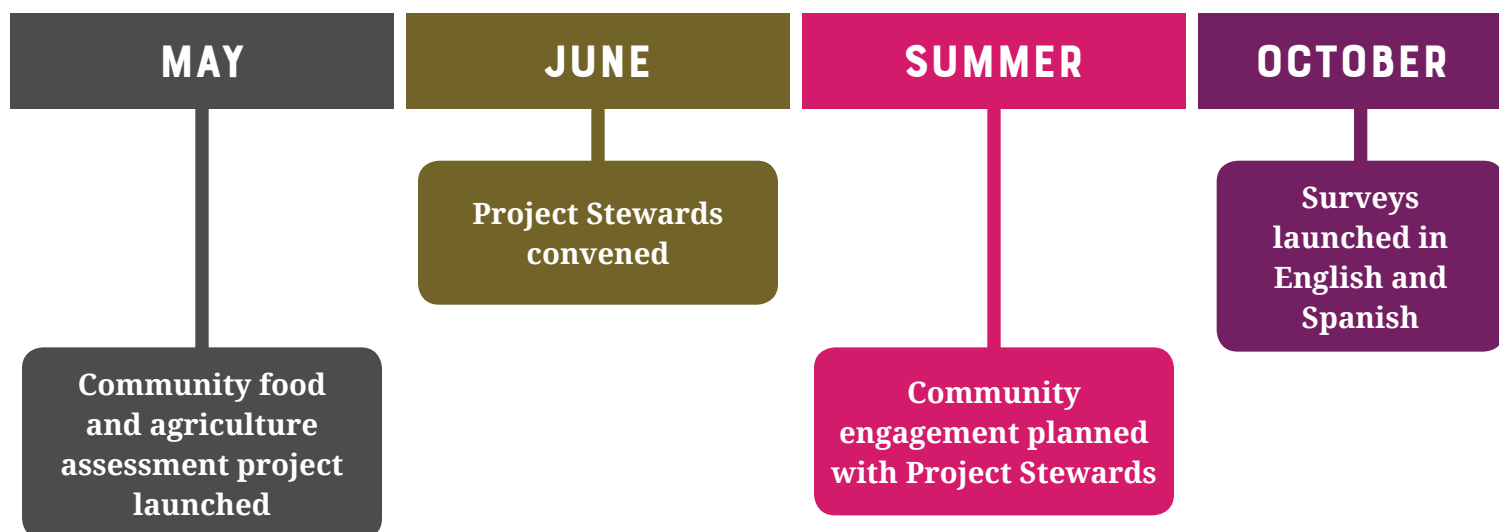 MAY
Community food
and agriculture
assessment project
launched
JUNE
Project Stewards
convened
SUMMER
Community
engagement planned
with Project Stewards
OCTOBER
Surveys
launched in
English and
Spanish